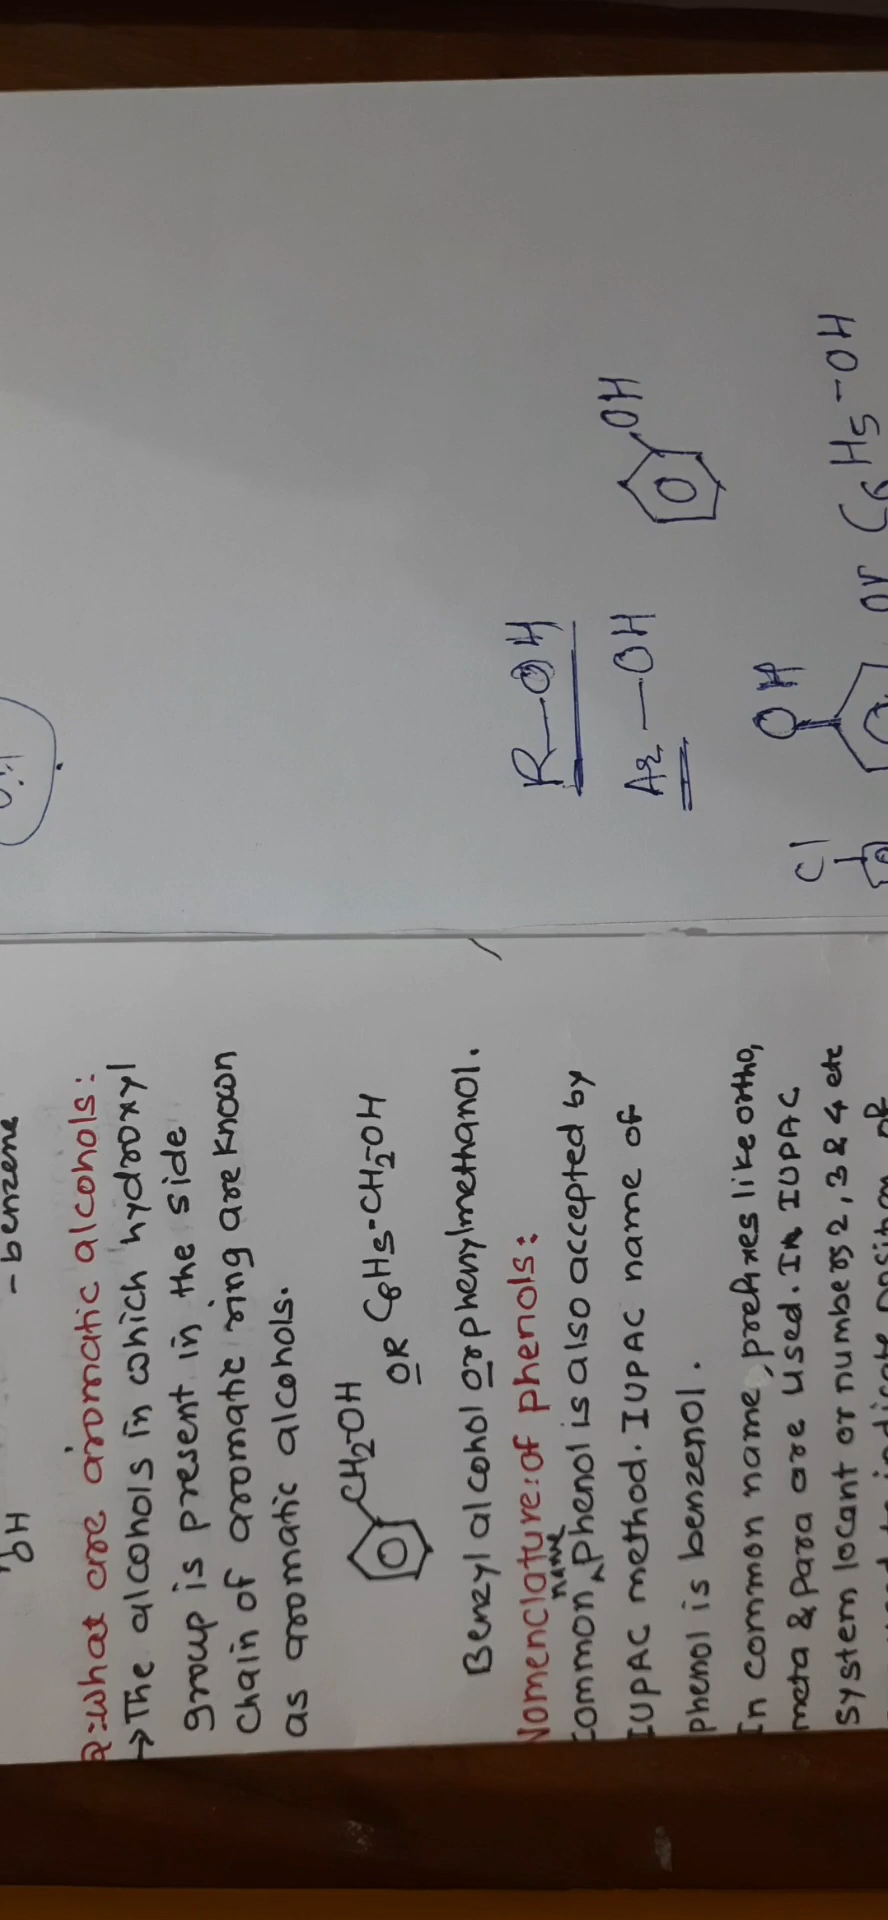 OH
-benzene
Q:what are aromatic alcohols:
→The alcohols in which hydroxyl
group is present in the side
chain of aromatic ring are known
as aromatic alcohols.
CH2-OH
OR C6H5-CH2-OH
Benzyl alcohol or phenylmethanol.
Nomenclature:of phenols:
common name phenol is also accepted by
IUPAC method. IUPAC name of
phenol is benzenol.
In common name, prefixes like ortho,
meta & para are used. In IUPAC
system locant or numbers 2, 3 & 4 etc
R-OH
Ar-OH
OH
Cl
OH
or C6H5-OH